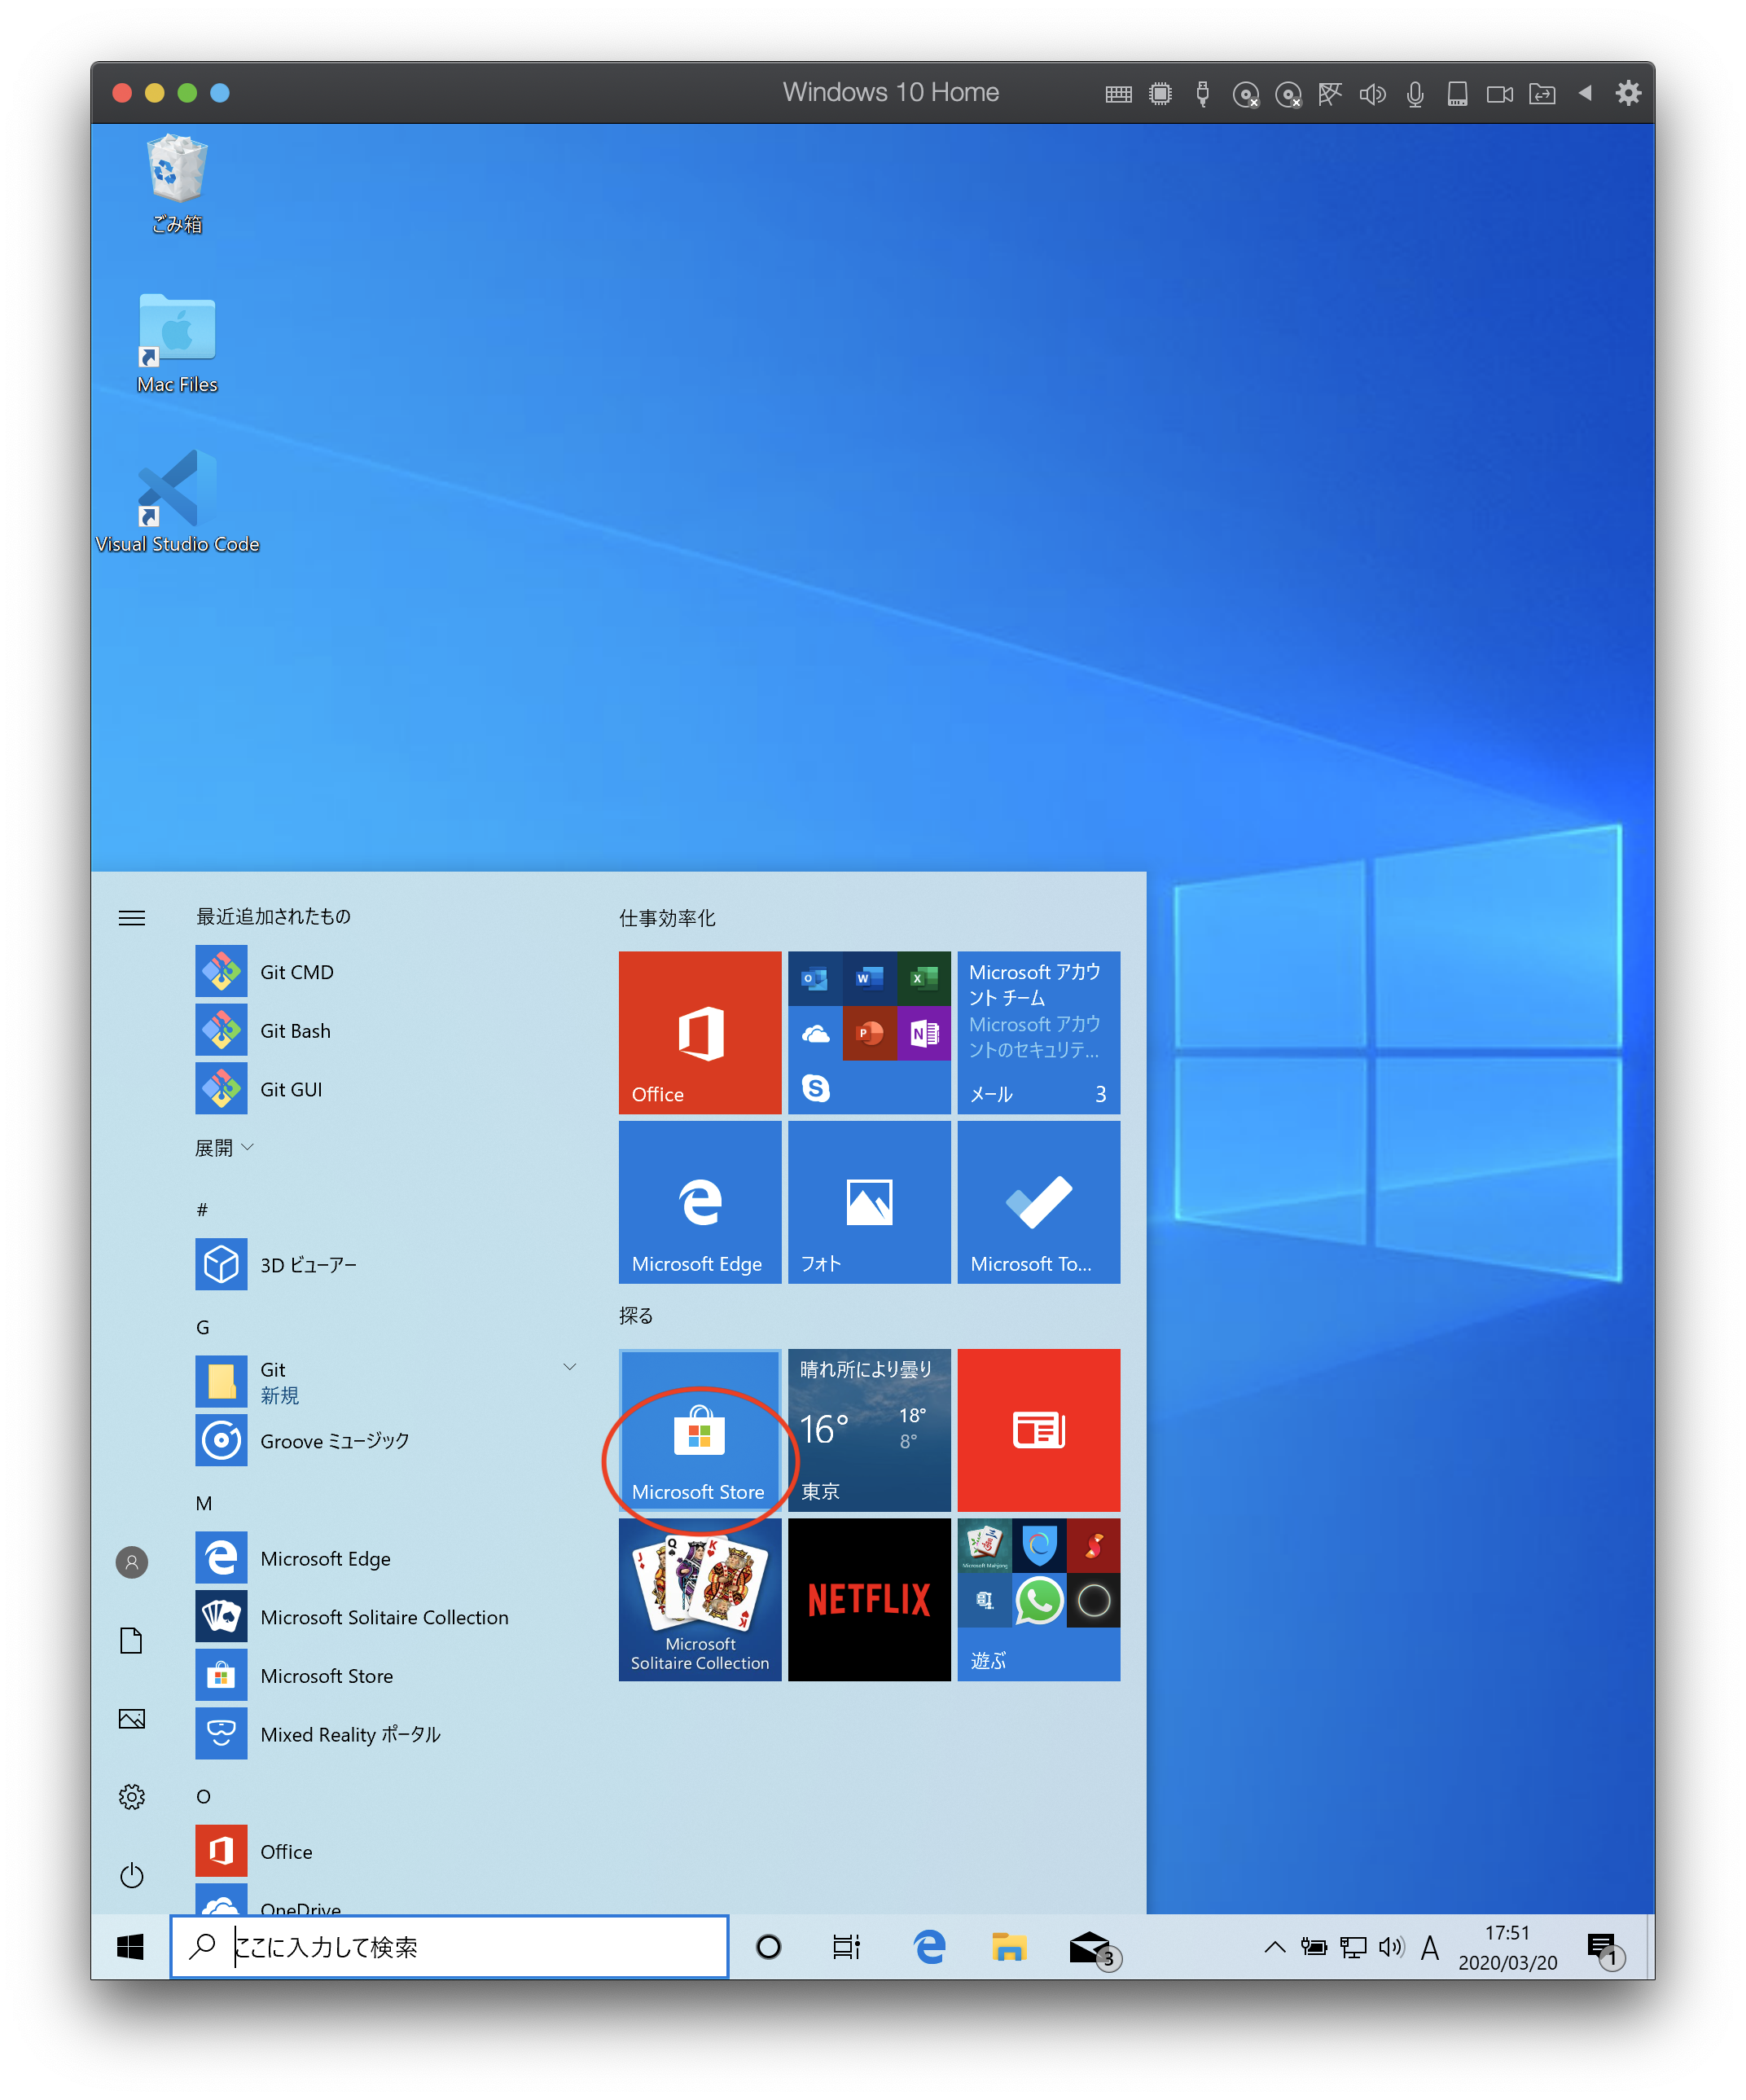 Windows 10 Home
ごみ箱
Mac Files
Visual Studio Code
最近追加されたもの
Git CMD
Git Bash
Git GUI
展開
#
3D ビューアー
G
Git
新規
Groove ミュージック
M
Microsoft Edge
Microsoft Solitaire Collection
Microsoft Store
Mixed Reality ポータル
O
Office
OneDrive
仕事効率化
Office
Microsoft アカウ
ント チーム
Microsoft アカウ
ントのセキュリテ...
メール 3
Microsoft Edge
フォト
Microsoft To...
探る
Microsoft Store
晴れ所により曇り
16° 18°
8°
東京
Microsoft
Solitaire Collection
NETFLIX
Microsoft Mahjong
遊ぶ
ここに入力して検索
3
A
17:51
2020/03/20
1